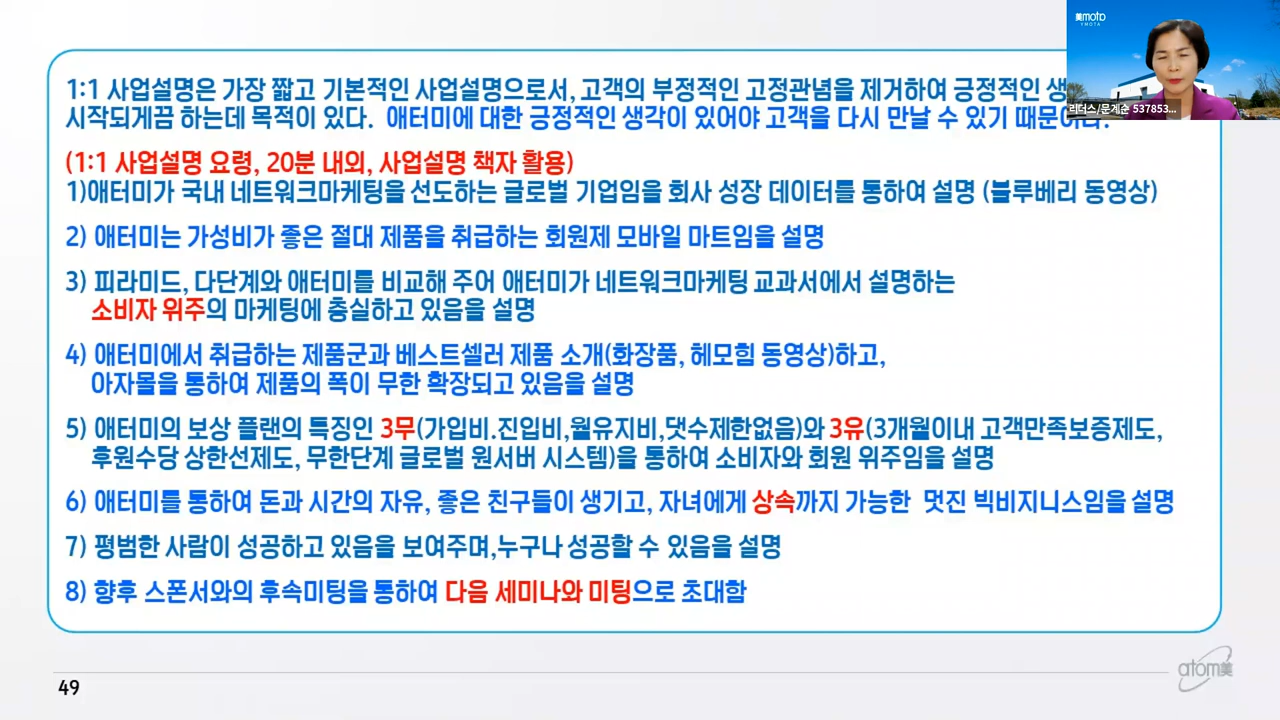 1:1 사업설명은 가장 짧고 기본적인 사업설명으로서, 고객의 부정적인 고정관념을 제거하여 긍정적인
시작되게끔 하는데 목적이 있다. 애터미에 대한 긍정적인 생각이 있어야 고객을 다시 만날 수 있기
(1:1 사업설명 요령, 20분 내외, 사업설명 책자 활용)
1)애터미가 국내 네트워크마케팅을 선도하는 글로벌 기업임을 회사 성장 데이터를 통하여 설명 (블루베리 동영상)
2) 애터미는 가성비가 좋은 절대 제품을 취급하는 회원제 모바일 마트임을 설명
3) 피라미드, 다단계와 애터미를 비교해 주어 애터미가 네트워크마케팅 교과서에서 설명하는
소비자 위주의 마케팅에 충실하고 있음을 설명
4) 애터미에서 취급하는 제품군과 베스트셀러 제품 소개(화장품, 헤모힘 동영상)하고,
아자몰을 통하여 제품의 폭이 무한 확장되고 있음을 설명
5) 애터미의 보상 플랜의 특징인 3무(가입비.진입비,월유지비,댓수제한없음)와 3유(3개월이내 고객만족보증제도,
후원수당 상한선제도, 무한단계 글로벌 원서버 시스템)을 통하여 소비자와 회원 위주임을 설명
6) 애터미를 통하여 돈과 시간의 자유, 좋은 친구들이 생기고, 자녀에게 상속까지 가능한 멋진 빅비지니스임을 설명
7) 평범한 사람이 성공하고 있음을 보여주며,누구나 성공할 수 있음을 설명
8) 향후 스폰서와의 후속미팅을 통하여 다음 세미나와 미팅으로 초대함
49
atom美
美mota
YMOTA
리더스/문계순 537853...